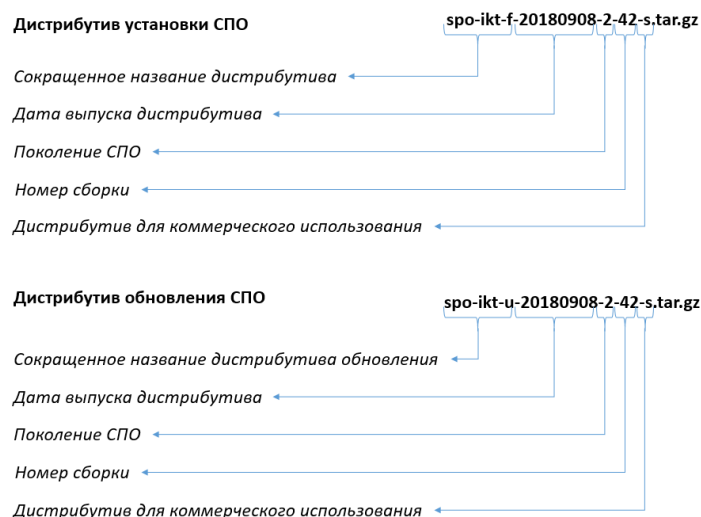 Дистрибутив установки СПО spo-ikt-f-20180908-2-42-s.tar.gz
Сокращенное название дистрибутива
Дата выпуска дистрибутива
Поколение СПО
Номер сборки
Дистрибутив для коммерческого использования
Дистрибутив обновления СПО spo-ikt-u-20180908-2-42-s.tar.gz
Сокращенное название дистрибутива обновления
Дата выпуска дистрибутива
Поколение СПО
Номер сборки
Дистрибутив для коммерческого использования